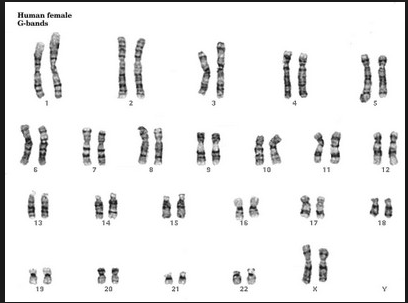 Human female
G-bands
1 2 3 4 5
6 7 8 9 10 11 12
13 14 15 16 17 18
19 20 21 22 X Y